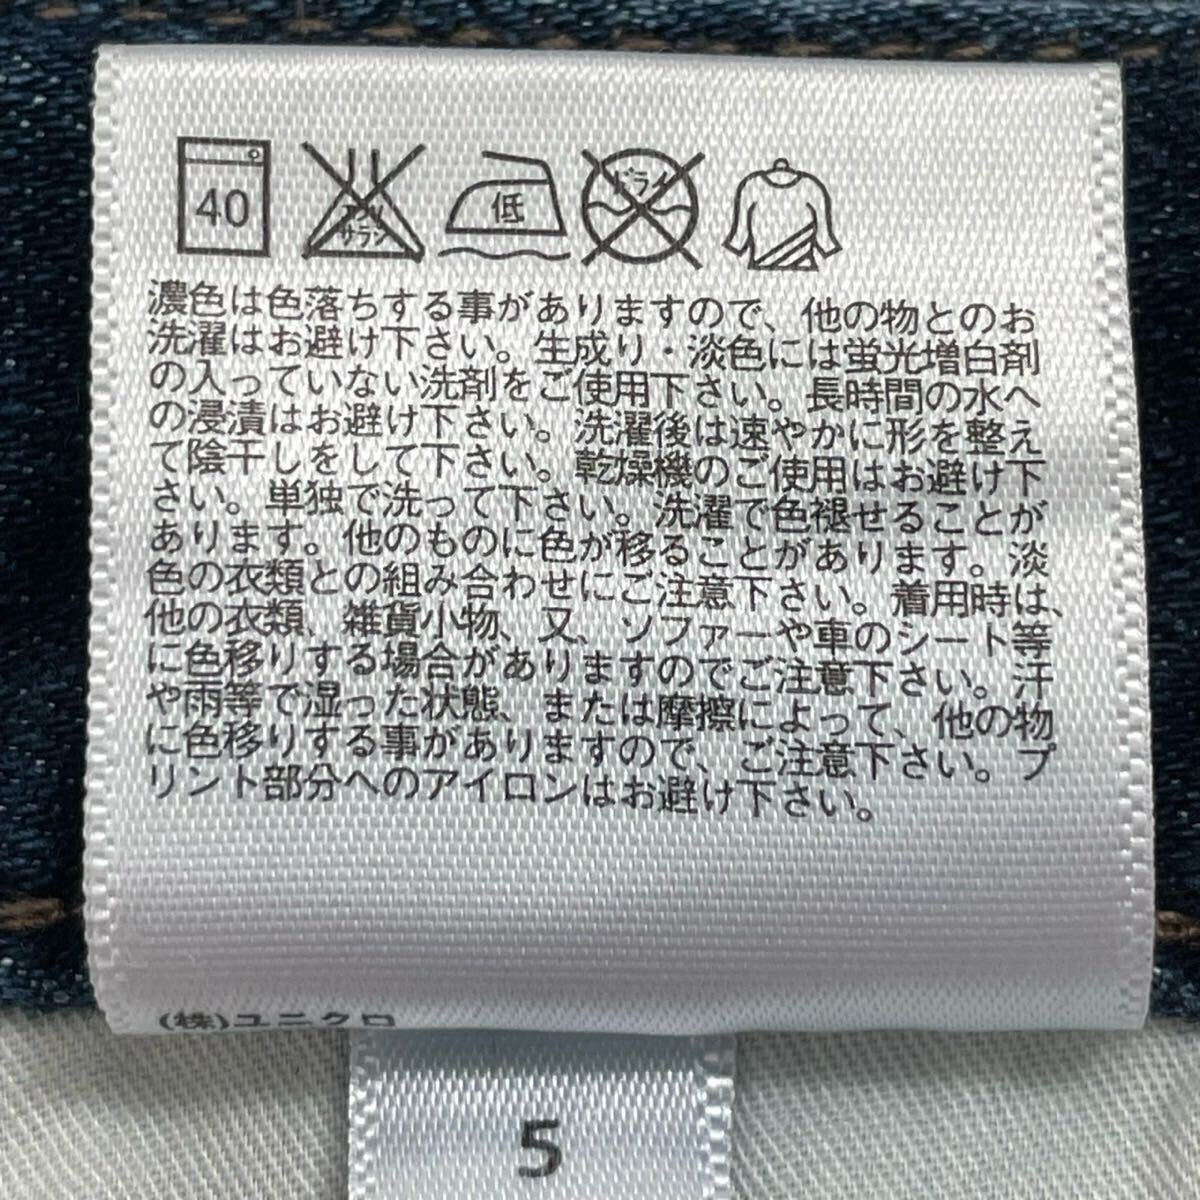 40
エンソ
サラシ
低
ドライ
濃色は色落ちする事がありますので、他の物とのお
洗濯はお避け下さい。生成り・淡色には蛍光増白剤
の入っていない洗剤をご使用下さい。長時間の水へ
の浸漬はお避け下さい。洗濯後は速やかに形を整え
て陰干しをして下さい。乾燥機のご使用はお避け下
さい。単独で洗って下さい。洗濯で色褪せることが
あります。他のものに色が移ることがあります。淡
色の衣類との組み合わせにご注意下さい。着用時は、
他の衣類、雑貨小物、又、ソファーや車のシート等
に色移りする場合がありますのでご注意下さい。汗
や雨等で湿った状態、または摩擦によって、他の物
に色移りする事がありますので、ご注意下さい。プ
リント部分へのアイロンはお避け下さい。
(株)ユニクロ
5